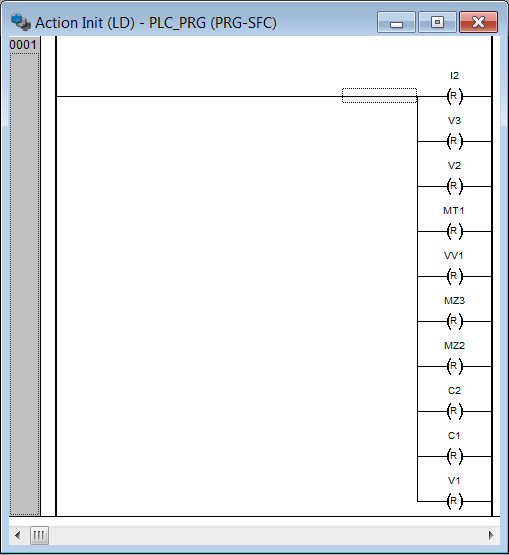 Action Init (LD) - PLC_PRG (PRG-SFC)
0001
I2
R
V3
R
V2
R
MT1
R
VV1
R
MZ3
R
MZ2
R
C2
R
C1
R
V1
R